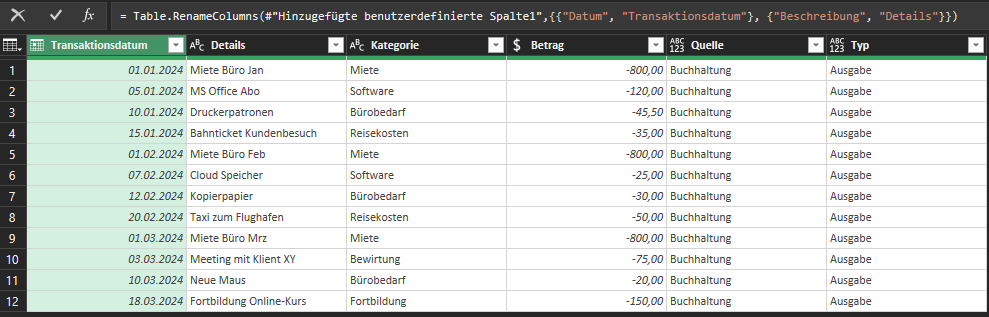 fx = Table.RenameColumns(#"Hinzugefügte benutzerdefinierte Spalte1",{{"Datum", "Transaktionsdatum"}, {"Beschreibung", "Details"}})
Transaktionsdatum ABC Details ABC Kategorie $ Betrag ABC 123 Quelle ABC 123 Typ
1 01.01.2024 Miete Büro Jan Miete -800,00 Buchhaltung Ausgabe
2 05.01.2024 MS Office Abo Software -120,00 Buchhaltung Ausgabe
3 10.01.2024 Druckerpatronen Bürobedarf -45,50 Buchhaltung Ausgabe
4 15.01.2024 Bahnticket Kundenbesuch Reisekosten -35,00 Buchhaltung Ausgabe
5 01.02.2024 Miete Büro Feb Miete -800,00 Buchhaltung Ausgabe
6 07.02.2024 Cloud Speicher Software -25,00 Buchhaltung Ausgabe
7 12.02.2024 Kopierpapier Bürobedarf -30,00 Buchhaltung Ausgabe
8 20.02.2024 Taxi zum Flughafen Reisekosten -50,00 Buchhaltung Ausgabe
9 01.03.2024 Miete Büro Mrz Miete -800,00 Buchhaltung Ausgabe
10 03.03.2024 Meeting mit Klient XY Bewirtung -75,00 Buchhaltung Ausgabe
11 10.03.2024 Neue Maus Bürobedarf -20,00 Buchhaltung Ausgabe
12 18.03.2024 Fortbildung Online-Kurs Fortbildung -150,00 Buchhaltung Ausgabe